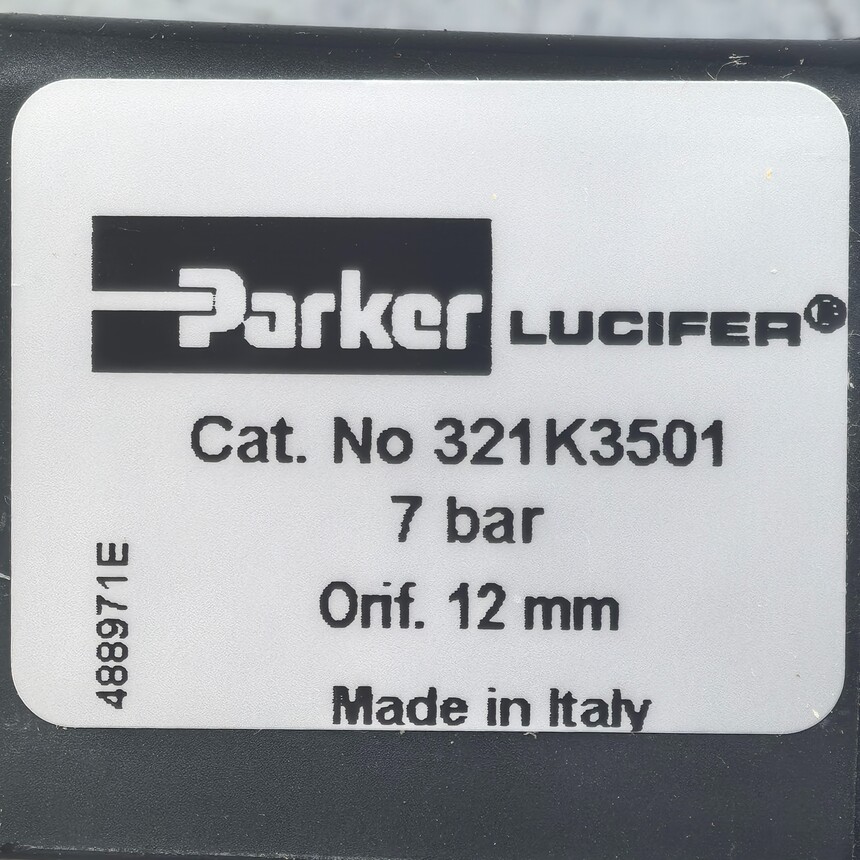 Parker LUCIFER®
Cat. No 321K3501
7 bar
Orif. 12 mm
Made in Italy
488971E